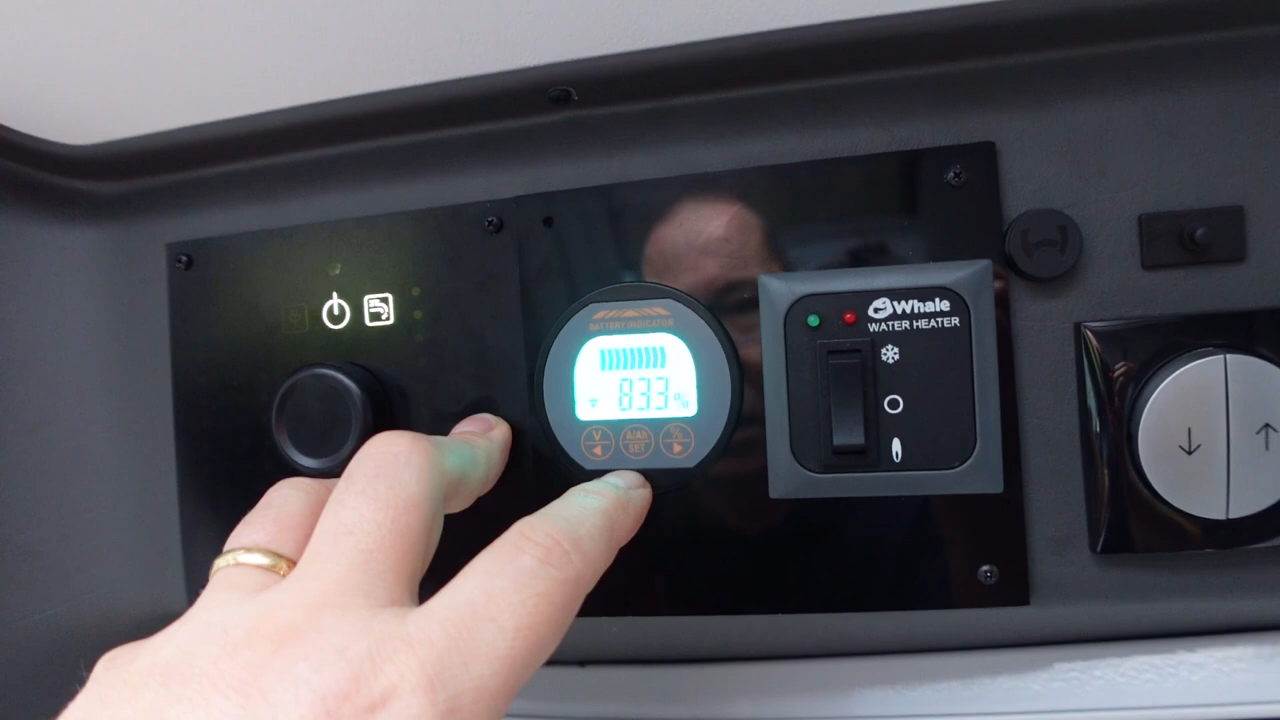 BATTERY INDICATOR
833%
V
A/Ah
SET
%
Whale
WATER HEATER